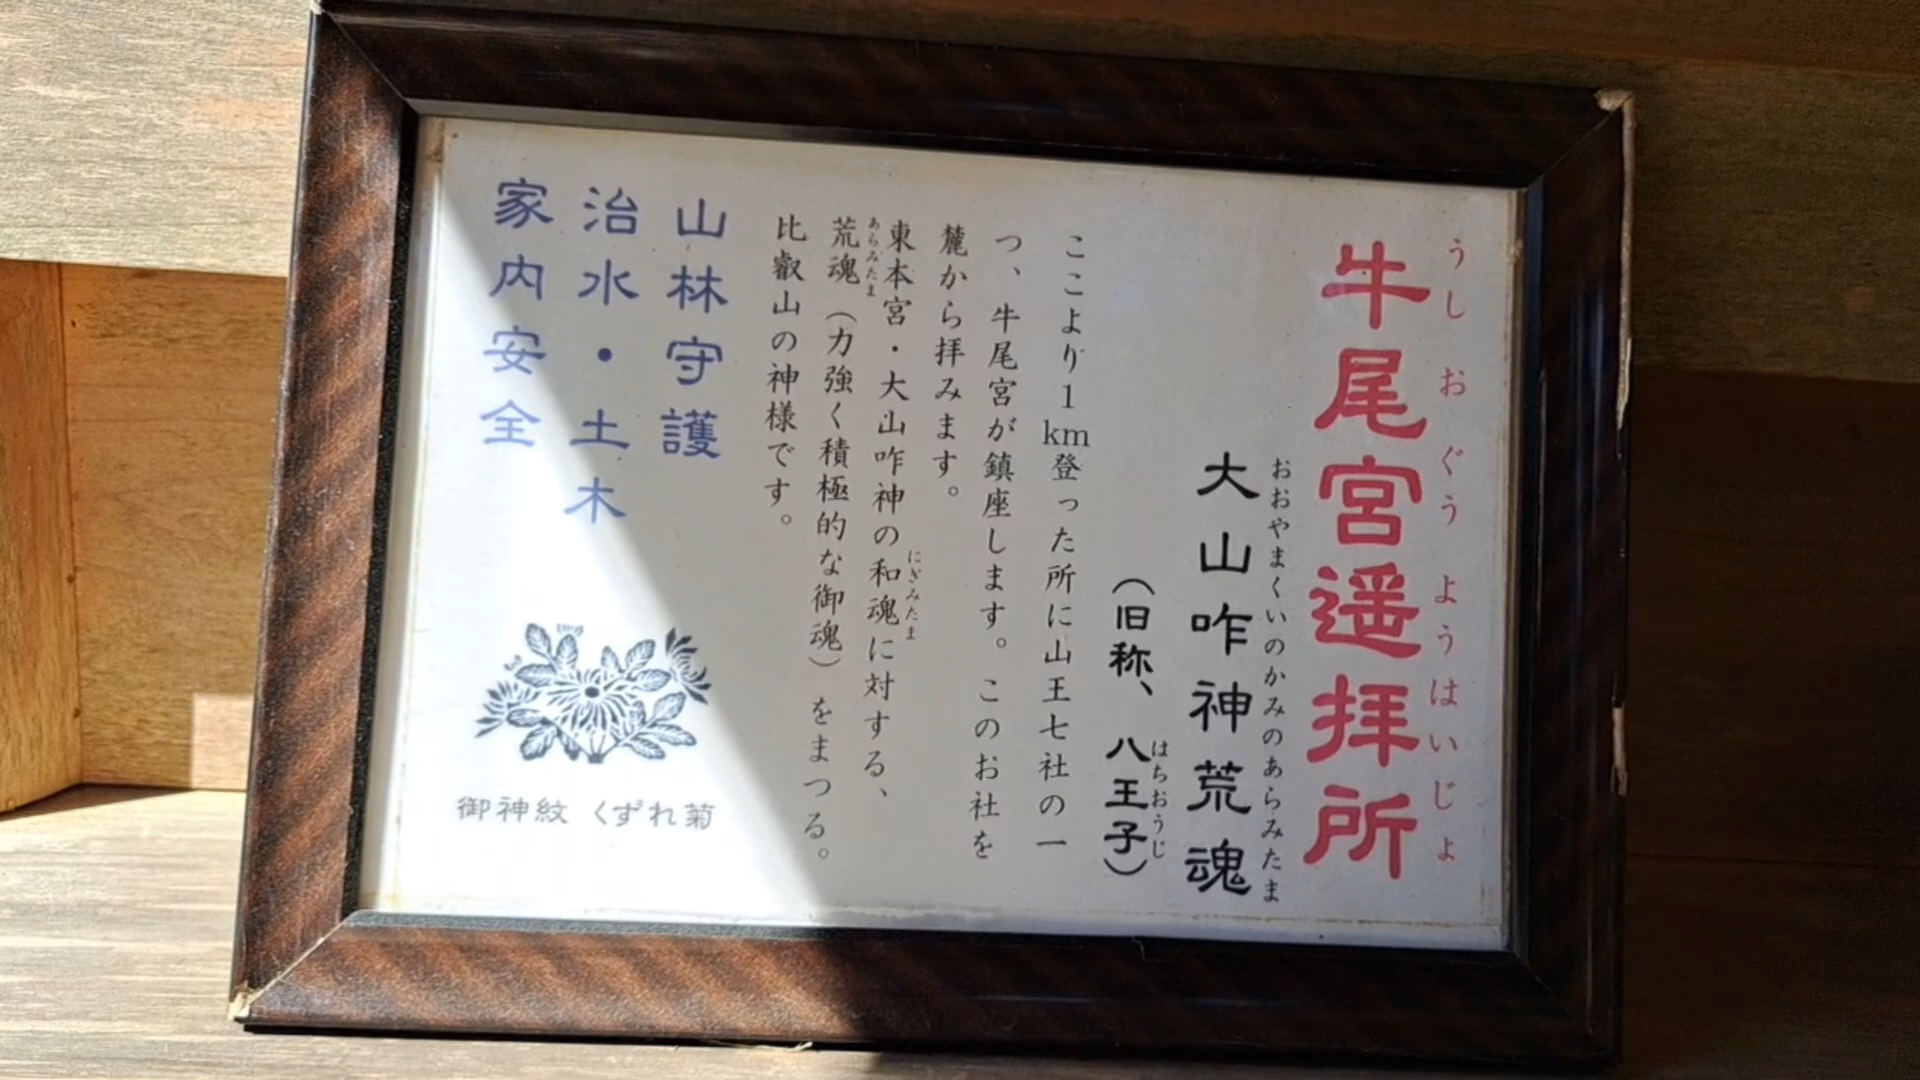 うしおぐうようはいじょ
牛尾宮遥拝所
おおやまくいのかみのあらみたま
大山咋神荒魂
はちおうじ
（旧称、八王子）
ここより1km登った所に山王七社の一
つ、牛尾宮が鎮座します。このお社を
麓から拝みます。
にぎみたま
東本宮・大山咋神の和魂に対する、
あらみたま
荒魂（力強く積極的な御魂）をまつる。
比叡山の神様です。
山林守護
治水・土木
家内安全
御神紋 くずれ菊